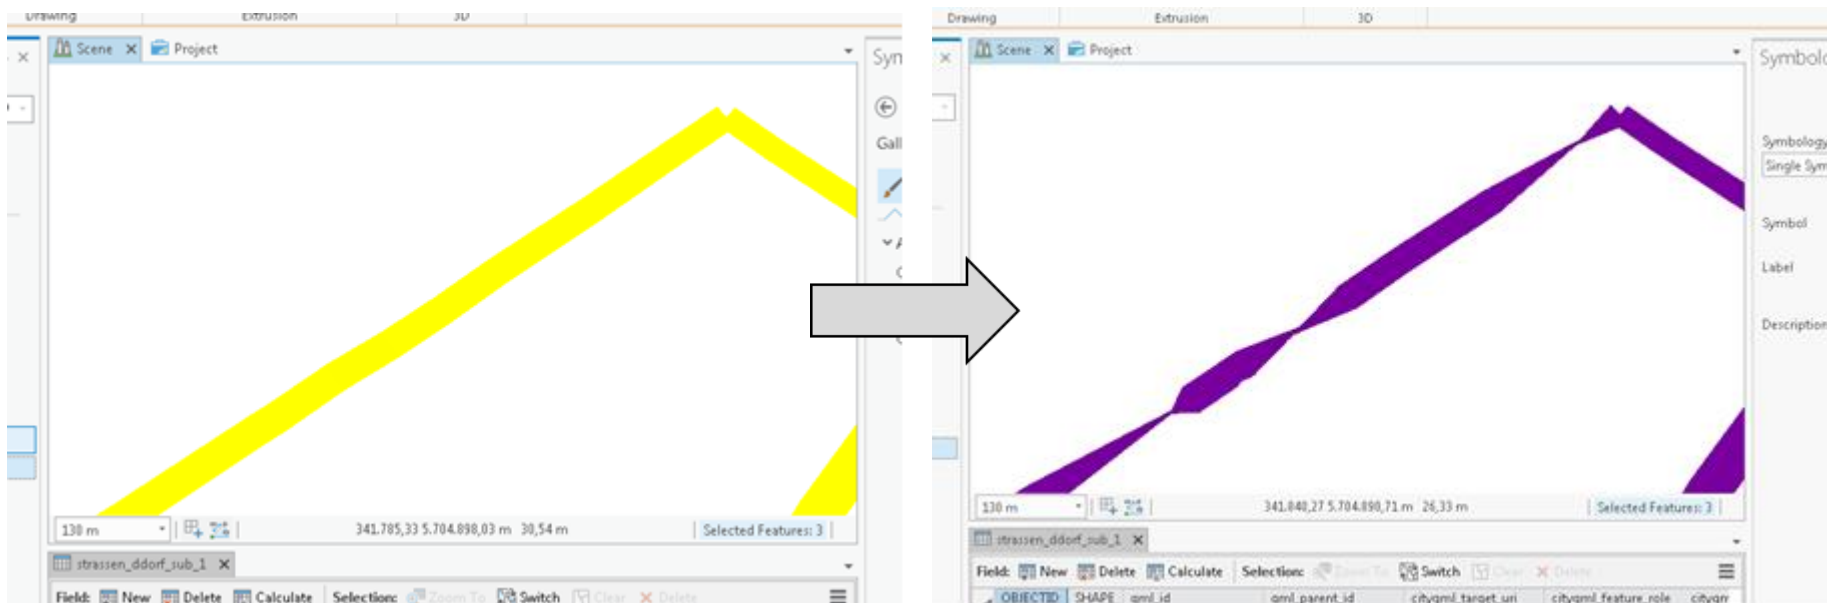 Drawing Extrusion 3D
Scene Project
Syn
Gall
130 m 341.785,33 5.704.898,03 m 30,54 m Selected Features: 3
strassen_ddorf_sub_1
Field: New Delete Calculate Selection: Zoom To Switch Clear Delete
Drawing Extrusion 3D
Scene Project
Symbolo
Symbology
Single Sym
Symbol
Label
Description
130 m 341.840,27 5.704.890,71 m 26,33 m Selected Features: 3
strassen_ddorf_sub_1
Field: New Delete Calculate Selection: Zoom To Switch Clear Delete
OBJECTID SHAPE gml_id gml_parent_id citygml_target_uri citygml_feature_role citygm